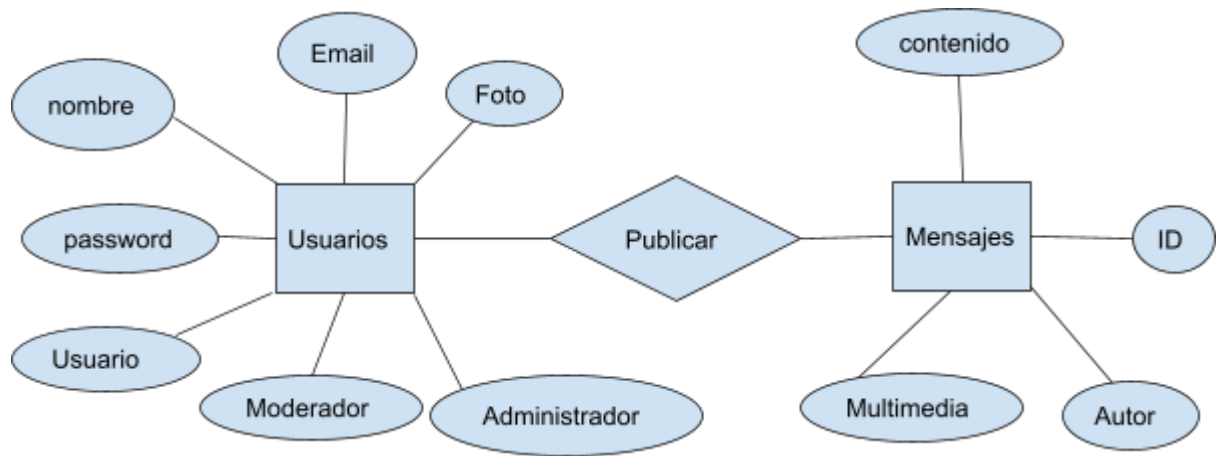 Email
contenido
nombre
Foto
password
Usuarios
Publicar
Mensajes
ID
Usuario
Moderador
Administrador
Multimedia
Autor